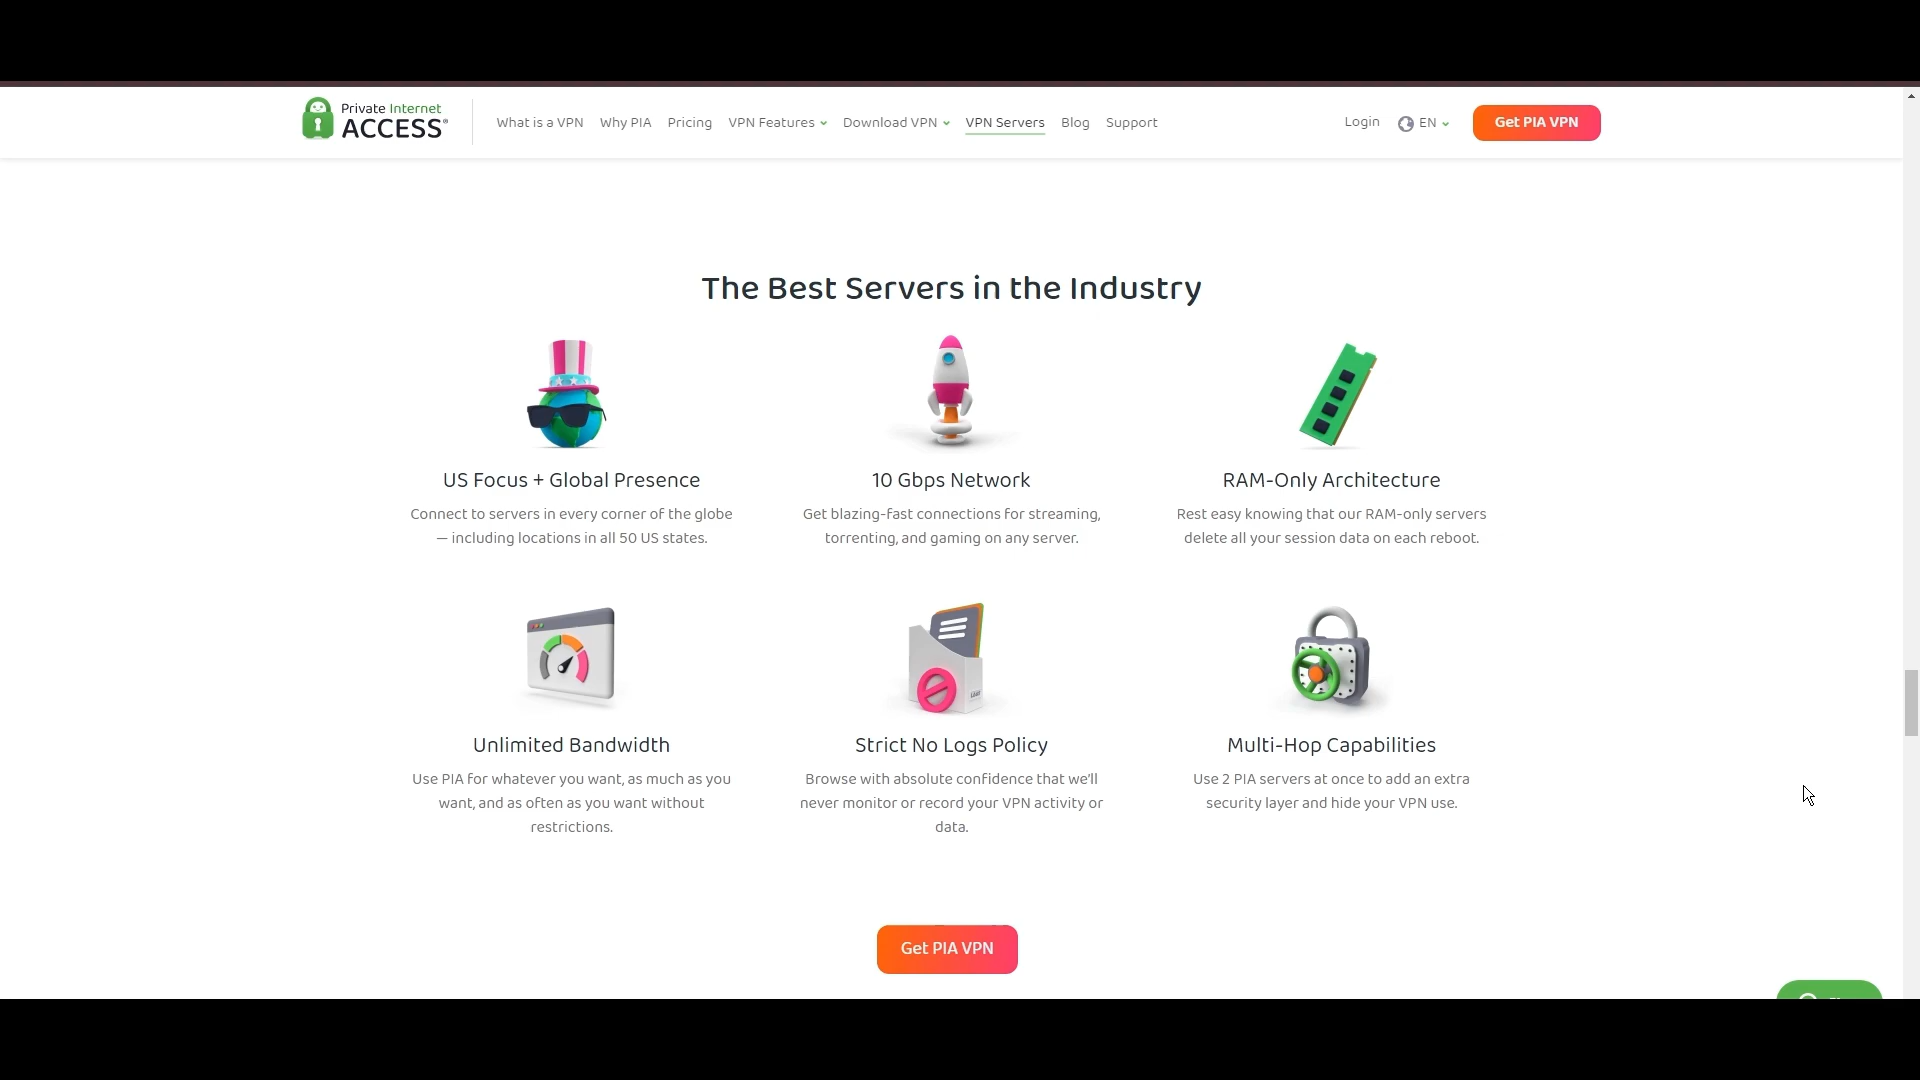 Private Internet
ACCESS®
What is a VPN Why PIA Pricing VPN Features Download VPN VPN Servers Blog Support Login EN Get PIA VPN
The Best Servers in the Industry
US Focus + Global Presence
Connect to servers in every corner of the globe
— including locations in all 50 US states.
10 Gbps Network
Get blazing-fast connections for streaming,
torrenting, and gaming on any server.
RAM-Only Architecture
Rest easy knowing that our RAM-only servers
delete all your session data on each reboot.
Unlimited Bandwidth
Use PIA for whatever you want, as much as you
want, and as often as you want without
restrictions.
Strict No Logs Policy
Browse with absolute confidence that we'll
never monitor or record your VPN activity or
data.
Multi-Hop Capabilities
Use 2 PIA servers at once to add an extra
security layer and hide your VPN use.
Get PIA VPN